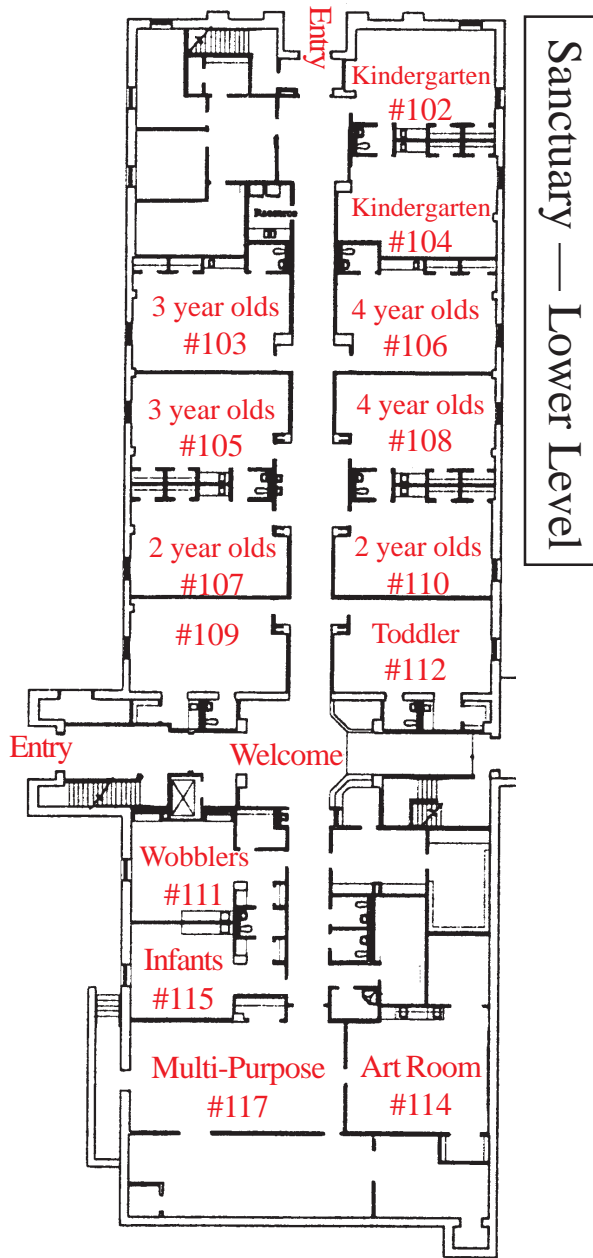 Sanctuary — Lower Level
Entry
Kindergarten
#102
Kindergarten
#104
Resource
3 year olds
#103
4 year olds
#106
3 year olds
#105
4 year olds
#108
2 year olds
#107
2 year olds
#110
#109
Toddler
#112
Entry
Welcome
Wobblers
#111
Infants
#115
Multi-Purpose
#117
Art Room
#114